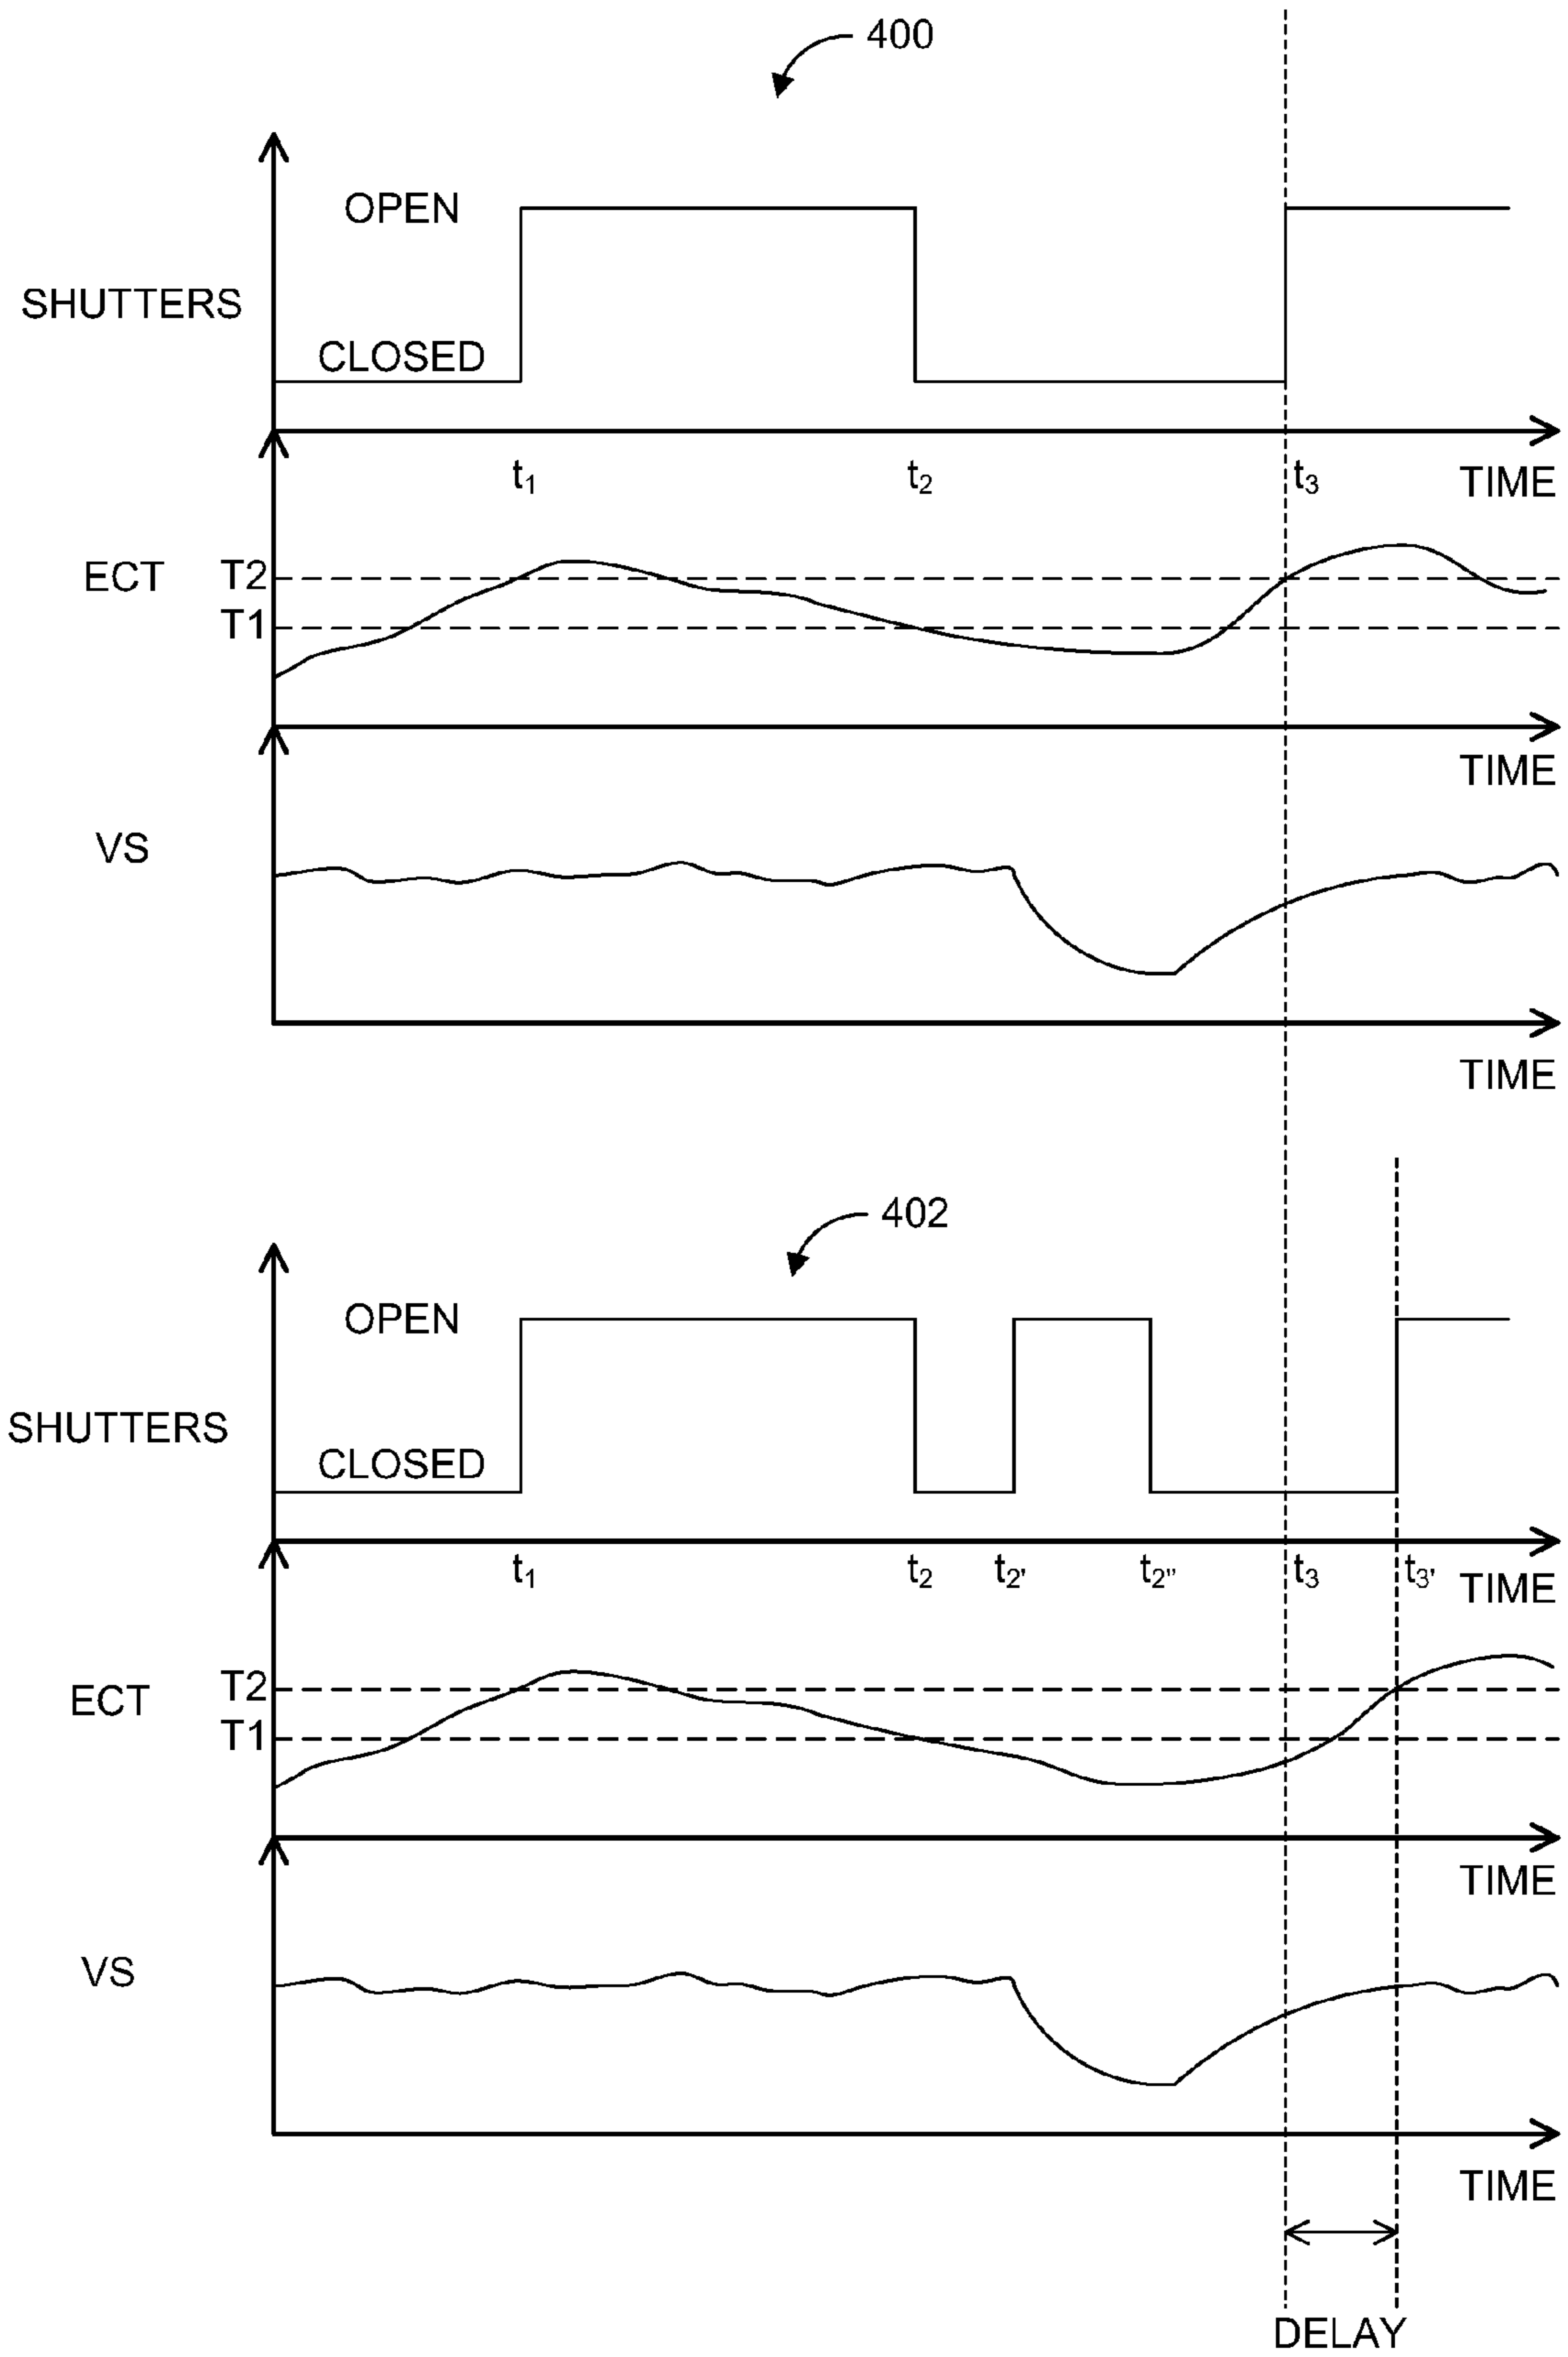 400
OPEN
SHUTTERS
CLOSED
t1 t2 t3 TIME
ECT T2
T1
TIME
VS
TIME
402
OPEN
SHUTTERS
CLOSED
t1 t2 t2' t2'' t3 t3' TIME
ECT T2
T1
TIME
VS
TIME
DELAY